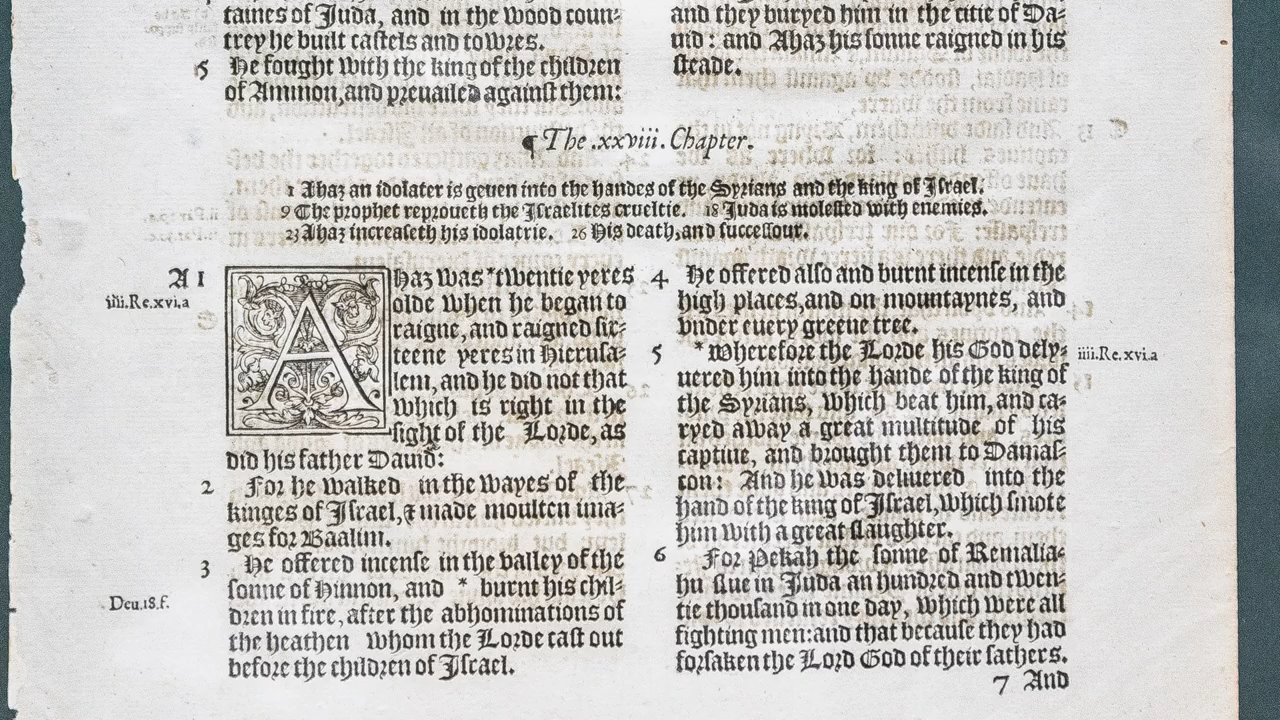 taines of Juda, and in the wood coun-
trey he built castels and towres.
5 He fought with the king of the children
of Ammon, and prevailed against them:
and they buryed him in the citie of Da-
uid: and Ahaz his sonne raigned in his
steade.
¶ The .xxviii. Chapter.
1 Ahaz an idolater is geuen into the handes of the Syrians and the king of Israel.
9 The prophet reproueth the Israelites crueltie. 18 Juda is molested with enemies.
23 Ahaz increaseth his idolatrie. 26 His death, and successour.
A 1
iiii.Re.xvi.a
Ahaz was *twentie yeres
olde when he began to
raigne, and raigned six-
teene yeres in Hierusa-
lem, and he did not that
which is right in the
sight of the Lorde, as
did his father Dauid:
2 For he walked in the wayes of the
kinges of Israel, & made moulten ima-
ges for Baalim.
3 He offered incense in the valley of the
sonne of Hinnon, and * burnt his chil-
Deu.18.f.
dren in fire, after the abhominations of
the heathen whom the Lorde cast out
before the children of Israel.
4 He offered also and burnt incense in the
high places, and on mountaynes, and
vnder euery greene tree.
5 *Wherefore the Lorde his God dely-
iiii.Re.xvi.a
uered him into the hande of the king of
the Syrians, which beat him, and ca-
ryed away a great multitude of his
captiue, and brought them to Damas-
con: And he was deliuered into the
hand of the king of Israel, which smote
him with a great slaughter.
6 For Pekah the sonne of Remalia-
hu slue in Juda an hundred and twen-
tie thousand in one day, which were all
fighting men: and that because they had
forsaken the Lord God of their fathers.
7 And